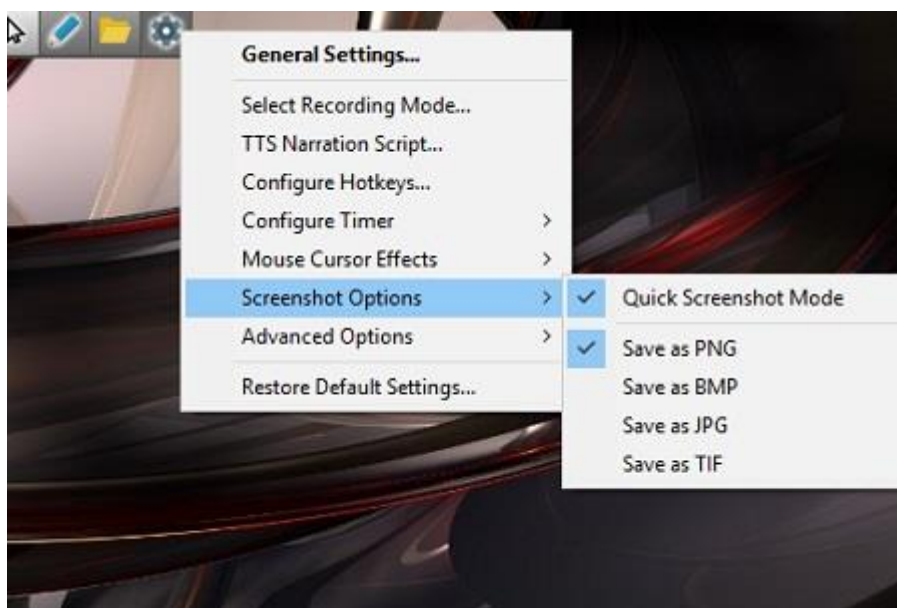 General Settings...
Select Recording Mode...
TTS Narration Script...
Configure Hotkeys...
Configure Timer
Mouse Cursor Effects
Screenshot Options
Advanced Options
Restore Default Settings...
Quick Screenshot Mode
Save as PNG
Save as BMP
Save as JPG
Save as TIF